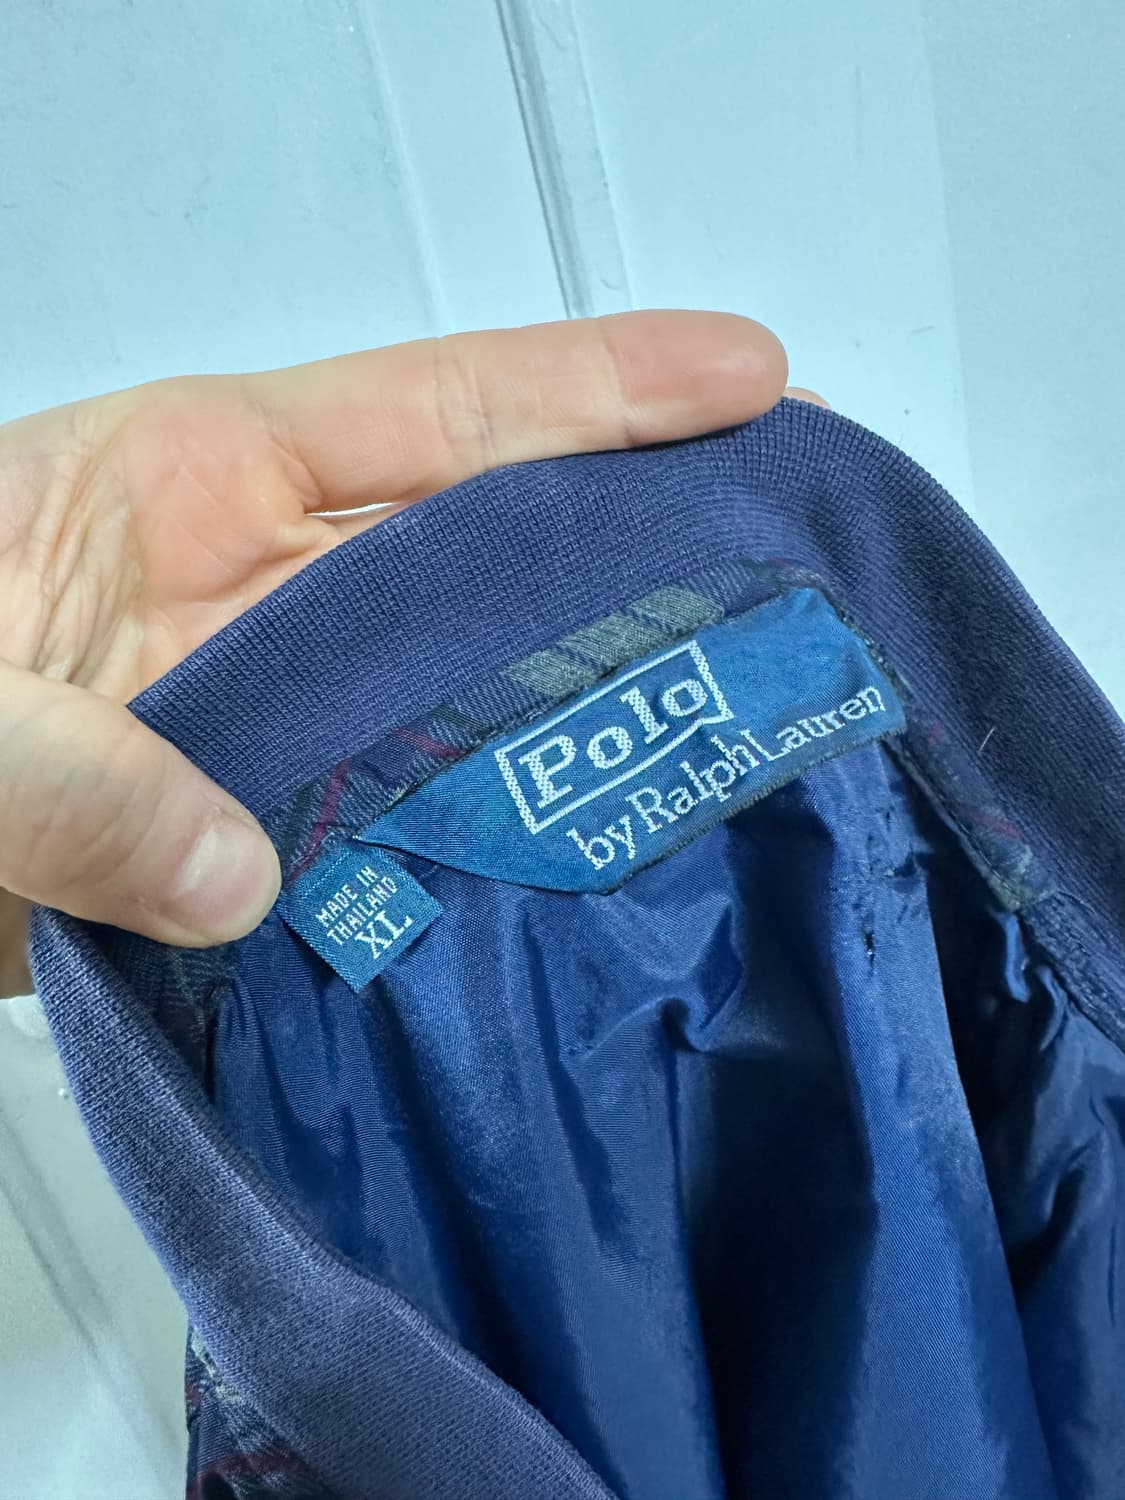 Polo
by Ralph Lauren
MADE IN
THAILAND
XL